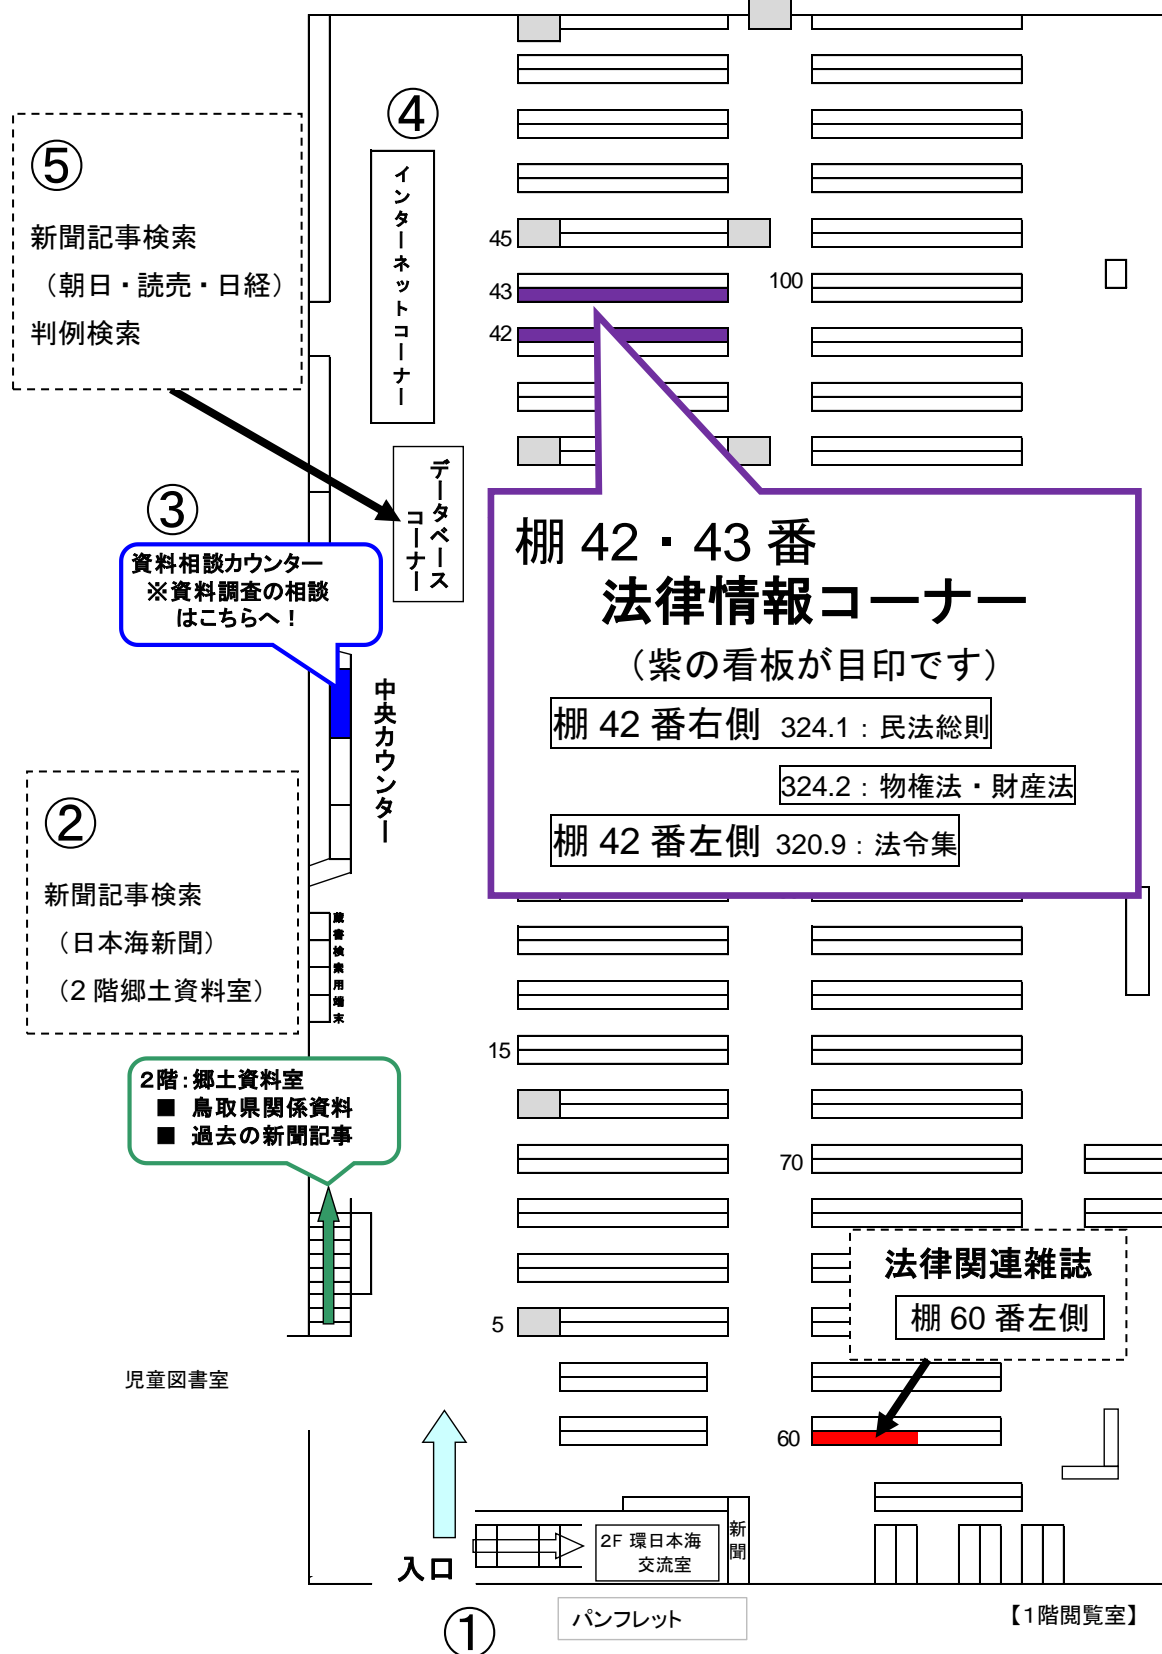 ④
⑤
新聞記事検索
（朝日・読売・日経）
判例検索
インターネットコーナー
45
43
42
100
データベース
コーナー
③
資料相談カウンター
※資料調査の相談
はこちらへ！
中央カウンター
棚 42・43 番
法律情報コーナー
（紫の看板が目印です）
棚 42 番右側 324.1：民法総則
324.2：物権法・財産法
棚 42 番左側 320.9：法令集
②
新聞記事検索
（日本海新聞）
（2 階郷土資料室）
蔵書検索用端末
15
2階：郷土資料室
■ 鳥取県関係資料
■ 過去の新聞記事
70
法律関連雑誌
棚 60 番左側
5
児童図書室
60
入口
2F 環日本海
交流室
新聞
①
パンフレット
【1階閲覧室】